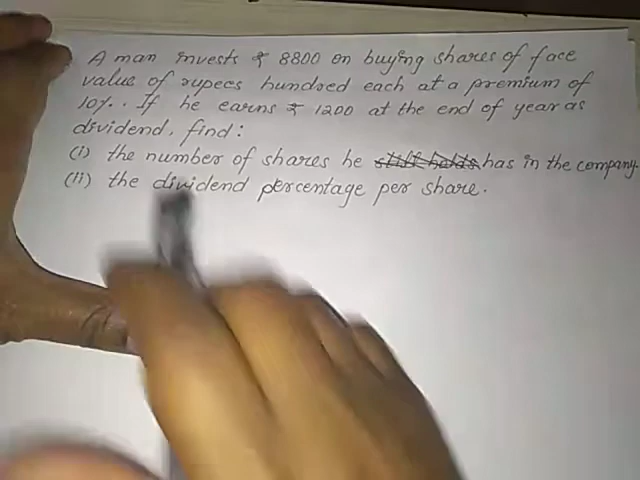 A man invests ₹ 8800 on buying shares of face
value of rupees hundred each at a premium of
10%. If he earns ₹ 1200 at the end of year as
dividend, find:
(i) the number of shares he still holds has in the company.
(ii) the dividend percentage per share.